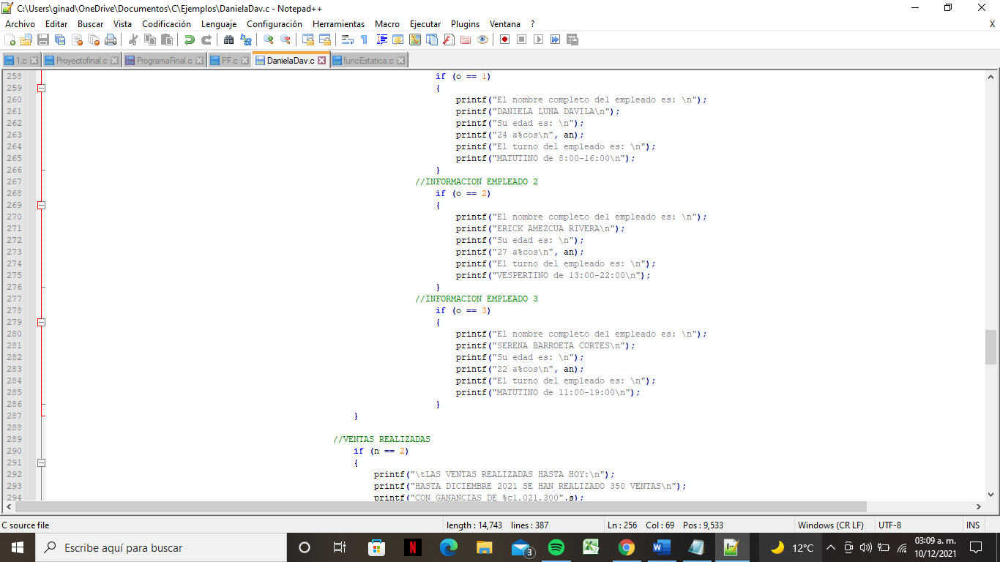 C:\Users\ginad\OneDrive\Documentos\C\Ejemplos\DanielaDav.c - Notepad++
Archivo Editar Buscar Vista Codificación Lenguaje Configuración Herramientas Macro Ejecutar Plugins Ventana ? X
1.c Proyectofinal.c ProgramaFinal.c PF.c DanielaDav.c funcEstatica.c
258 if (o == 1)
259 {
260 printf("El nombre completo del empleado es: \n");
261 printf("DANIELA LUNA DAVILA\n");
262 printf("Su edad es: \n");
263 printf("24 a%cos\n", an);
264 printf("El turno del empleado es: \n");
265 printf("MATUTINO de 8:00-16:00\n");
266 }
267 //INFORMACION EMPLEADO 2
268 if (o == 2)
269 {
270 printf("El nombre completo del empleado es: \n");
271 printf("ERICK AMEZCUA RIVERA\n");
272 printf("Su edad es: \n");
273 printf("27 a%cos\n", an);
274 printf("El turno del empleado es: \n");
275 printf("VESPERTINO de 13:00-22:00\n");
276 }
277 //INFORMACION EMPLEADO 3
278 if (o == 3)
279 {
280 printf("El nombre completo del empleado es: \n");
281 printf("SERENA BARROETA CORTES\n");
282 printf("Su edad es: \n");
283 printf("22 a%cos\n", an);
284 printf("El turno del empleado es: \n");
285 printf("MATUTINO de 11:00-19:00\n");
286 }
287 }
288
289 //VENTAS REALIZADAS
290 if (n == 2)
291 {
292 printf("\tLAS VENTAS REALIZADAS HASTA HOY:\n");
293 printf("HASTA DICIEMBRE 2021 SE HAN REALIZADO 350 VENTAS\n");
294 printf("CON GANANCIAS DE %c1,021,300",s);
C source file length : 14,743 lines : 387 Ln : 256 Col : 69 Pos : 9,533 Windows (CR LF) UTF-8 INS
Escribe aquí para buscar 3 12°C 03:09 a. m.
10/12/2021